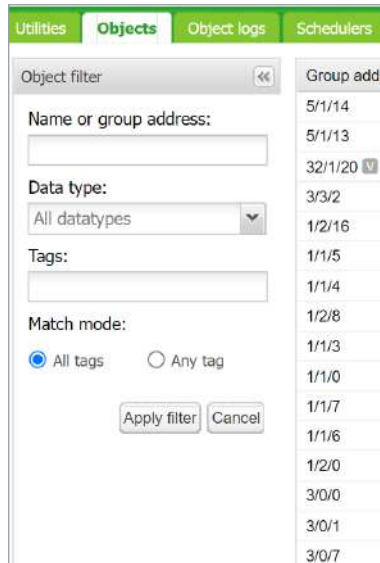 Utilities Objects Object logs Schedulers
Object filter
Name or group address:
Data type:
All datatypes
Tags:
Match mode:
All tags Any tag
Apply filter Cancel
Group add
5/1/14
5/1/13
32/1/20 V
3/3/2
1/2/16
1/1/5
1/1/4
1/2/8
1/1/3
1/1/0
1/1/7
1/1/6
1/2/0
3/0/0
3/0/1
3/0/7